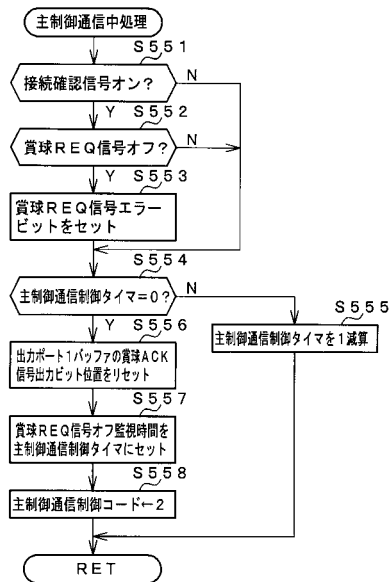 主制御通信中処理
S551
接続確認信号オン？
N
Y
S552
賞球REQ信号オフ？
N
Y
S553
賞球REQ信号エラー
ビットをセット
S554
主制御通信制御タイマ＝0？
N
Y
S555
主制御通信制御タイマを1減算
S556
出力ポート1バッファの賞球ACK
信号出力ビット位置をリセット
S557
賞球REQ信号オフ監視時間を
主制御通信制御タイマにセット
S558
主制御通信制御コード←2
RET